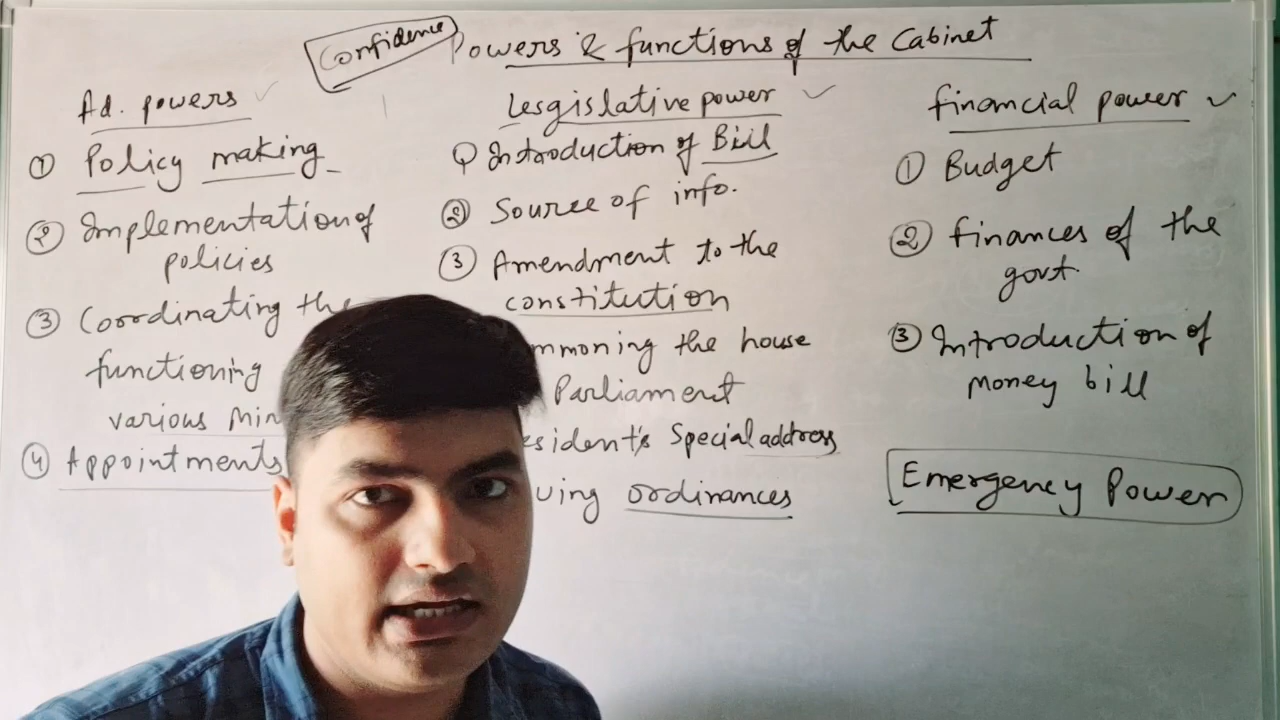 Confidence
Powers & functions of the Cabinet
Ad. powers
① Policy making
② Implementation of
policies
③ Coordinating the
functioning
various Min
④ Appointments
Lesgislative power
① Introduction of Bill
② Source of info.
③ Amendment to the
constitution
mmoning the house
Parliament
esident's Special address
uing ordinances
financial power
① Budget
② finances of the
govt.
③ Introduction of
money bill
Emergency Power